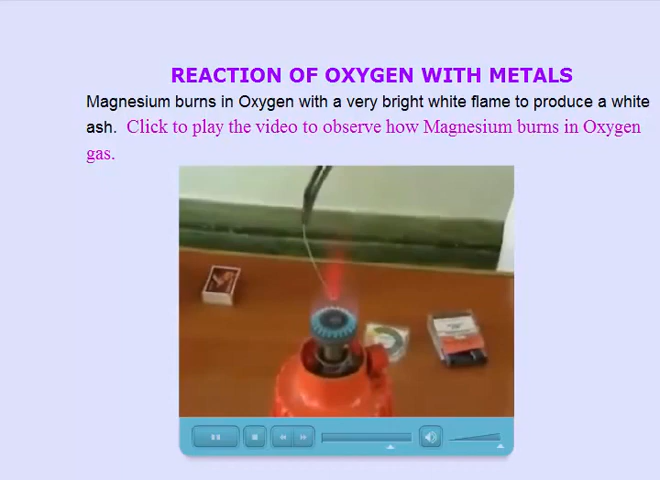 REACTION OF OXYGEN WITH METALS
Magnesium burns in Oxygen with a very bright white flame to produce a white
ash. Click to play the video to observe how Magnesium burns in Oxygen
gas.